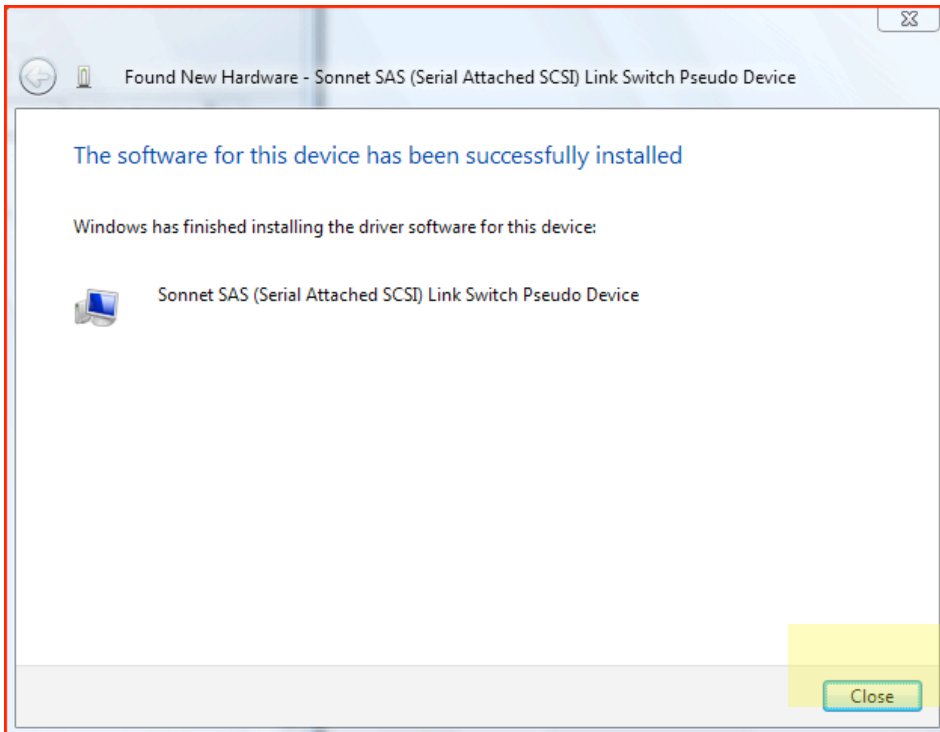 Found New Hardware - Sonnet SAS (Serial Attached SCSI) Link Switch Pseudo Device
The software for this device has been successfully installed
Windows has finished installing the driver software for this device:
Sonnet SAS (Serial Attached SCSI) Link Switch Pseudo Device
Close